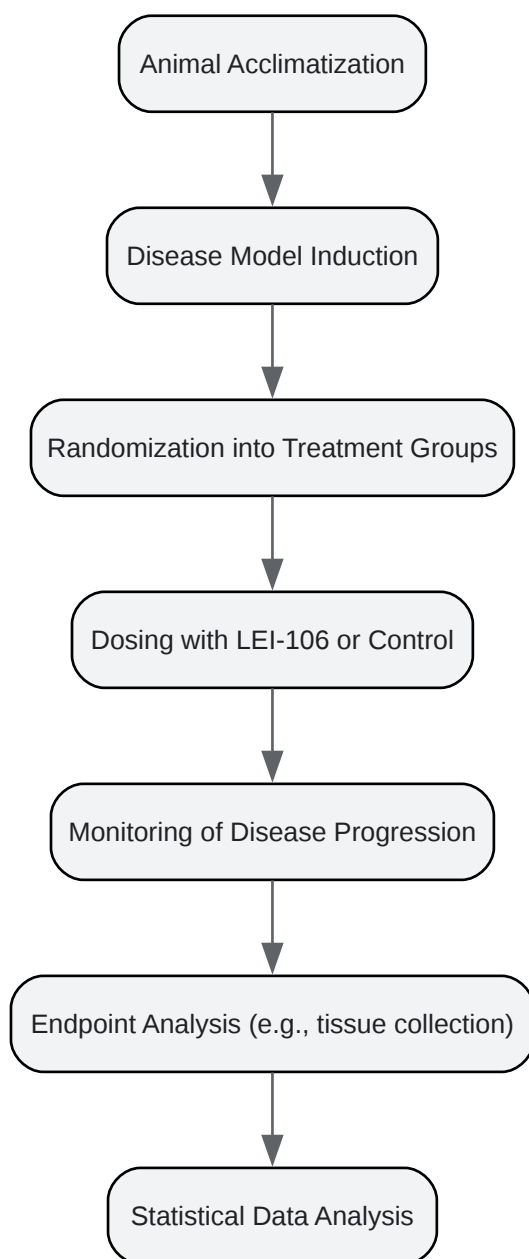 Animal Acclimatization
Disease Model Induction
Randomization into Treatment Groups
Dosing with LEI-106 or Control
Monitoring of Disease Progression
Endpoint Analysis (e.g., tissue collection)
Statistical Data Analysis